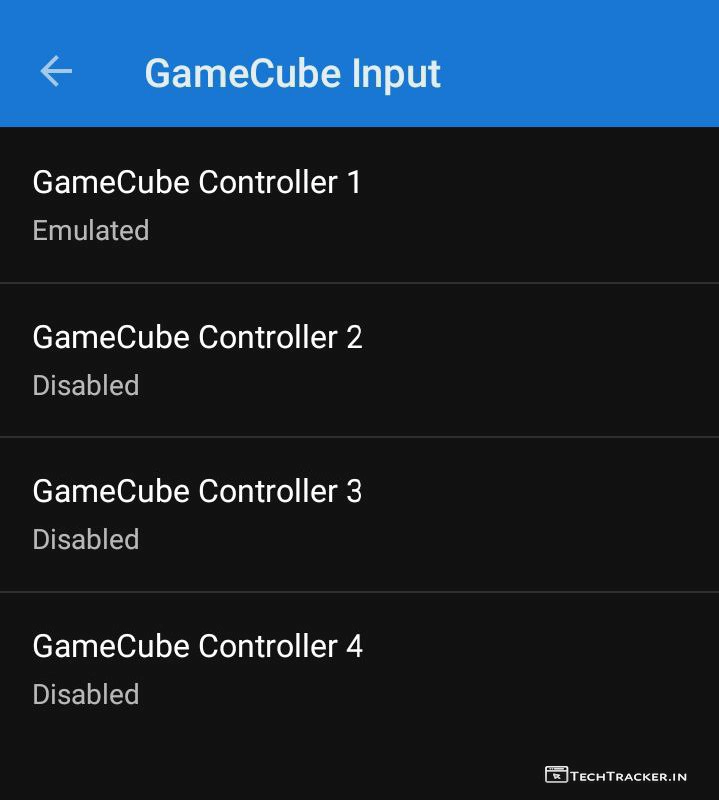 GameCube Input
GameCube Controller 1
Emulated
GameCube Controller 2
Disabled
GameCube Controller 3
Disabled
GameCube Controller 4
Disabled
TECHTRACKER.IN